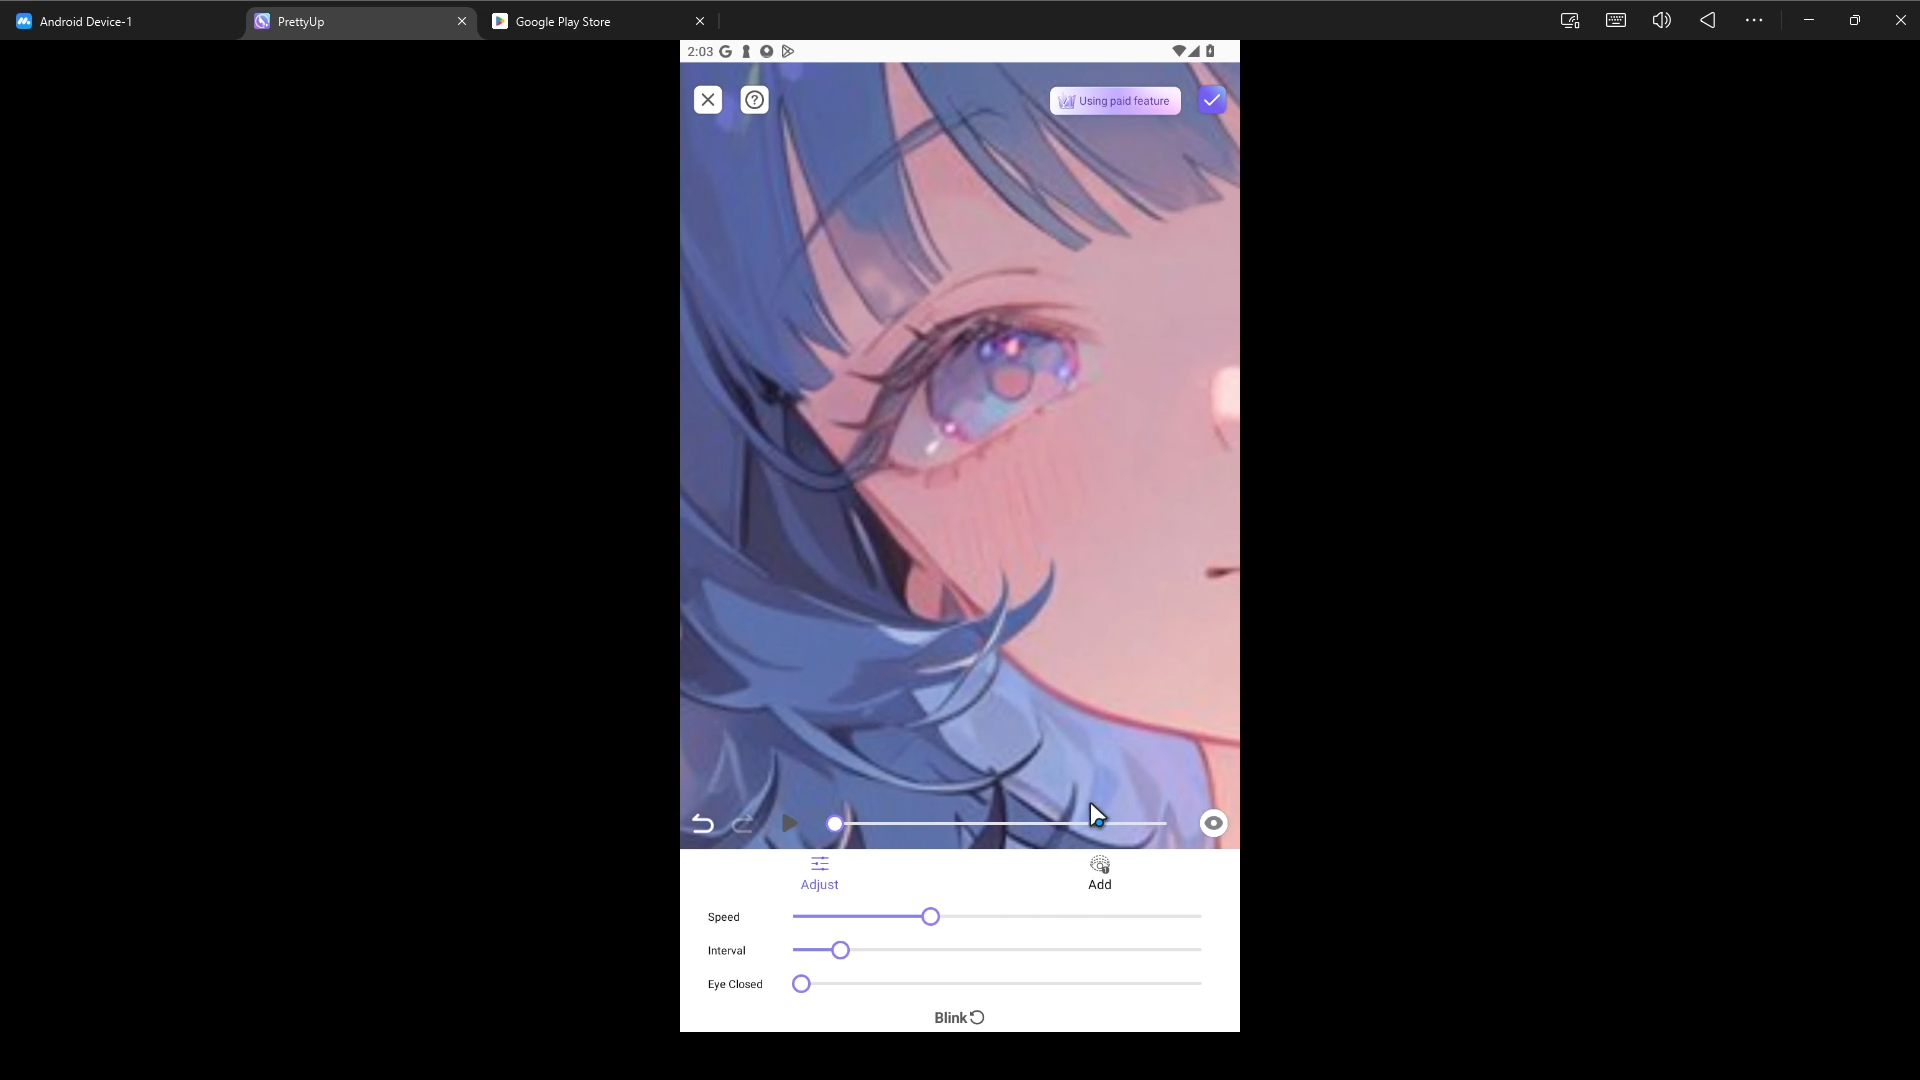 Android Device-1
PrettyUp
Google Play Store
2:03
Using paid feature
Adjust
Add
Speed
Interval
Eye Closed
Blink